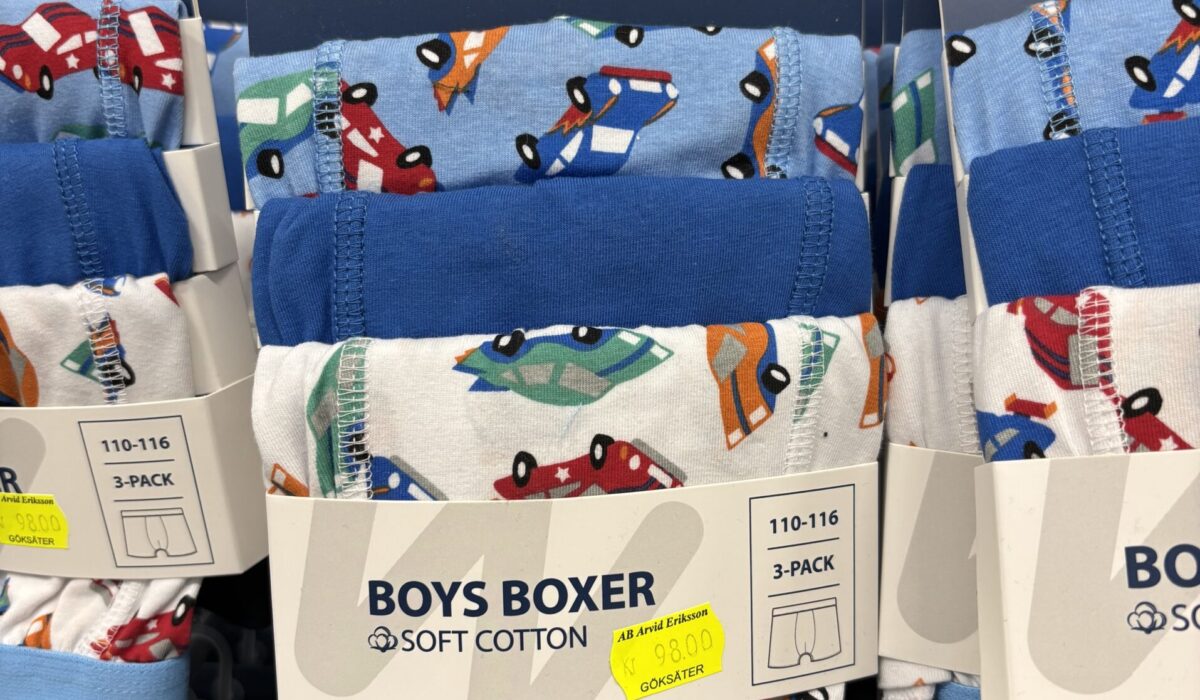 110-116
3-PACK
R
Arvid Eriksson
Kr 98.00
GÖKSÄTER
110-116
3-PACK
BOYS BOXER
SOFT COTTON
AB Arvid Eriksson
Kr 98.00
GÖKSÄTER
BO
SO